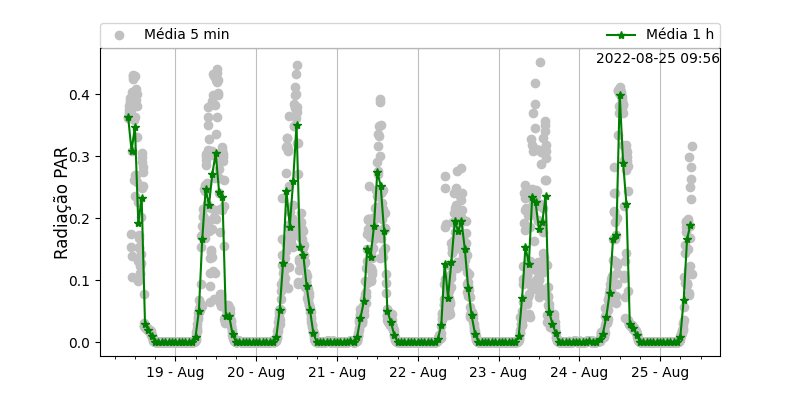 Média 5 min
Média 1 h
2022-08-25 09:56
Radiação PAR
0.4
0.3
0.2
0.1
0.0
19 - Aug
20 - Aug
21 - Aug
22 - Aug
23 - Aug
24 - Aug
25 - Aug